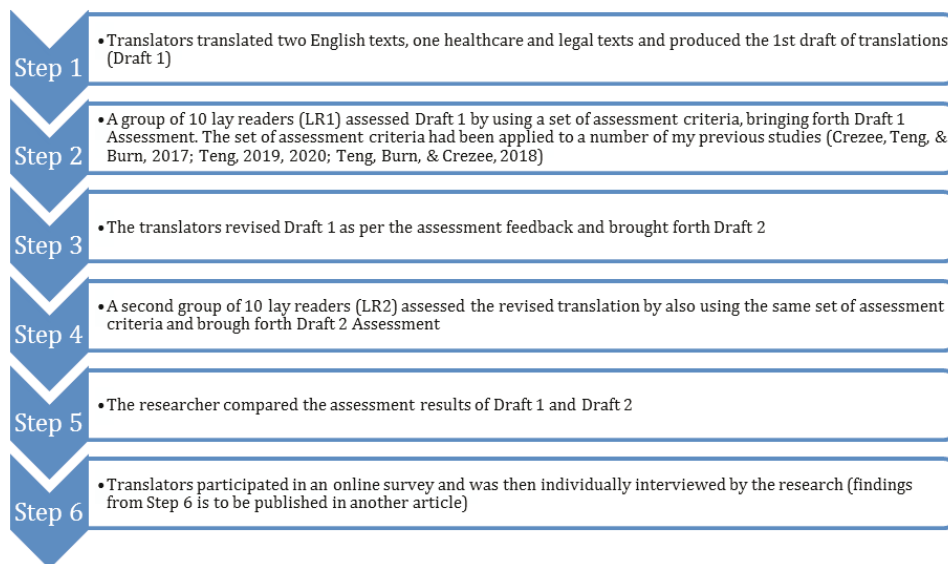 Step 1
•Translators translated two English texts, one healthcare and legal texts and produced the 1st draft of translations
(Draft 1)
Step 2
•A group of 10 lay readers (LR1) assessed Draft 1 by using a set of assessment criteria, bringing forth Draft 1
Assessment. The set of assessment criteria had been applied to a number of my previous studies (Crezee, Teng, &
Burn, 2017; Teng, 2019, 2020; Teng, Burn, & Crezee, 2018)
Step 3
•The translators revised Draft 1 as per the assessment feedback and brought forth Draft 2
Step 4
•A second group of 10 lay readers (LR2) assessed the revised translation by also using the same set of assessment
criteria and brough forth Draft 2 Assessment
Step 5
•The researcher compared the assessment results of Draft 1 and Draft 2
Step 6
•Translators participated in an online survey and was then individually interviewed by the research (findings
from Step 6 is to be published in another article)